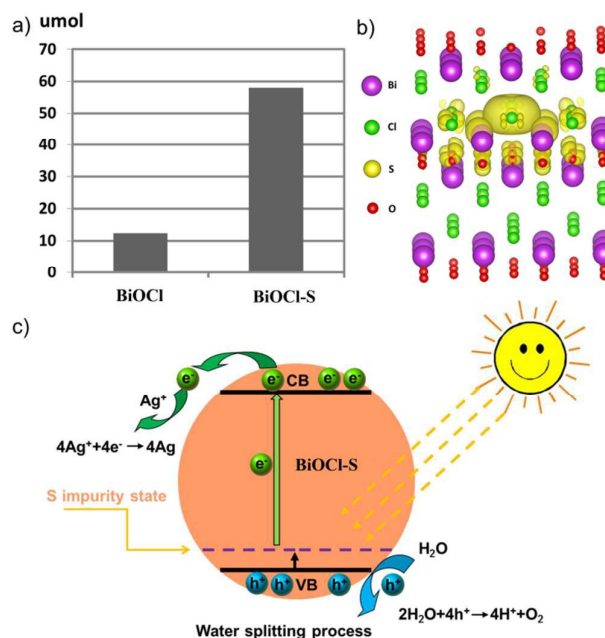 a)
umol
70
60
50
40
30
20
10
0
BiOCl
BiOCl-S
b)
Bi
Cl
S
O
c)
e⁻ e⁻ CB e⁻ e⁻
Ag⁺
4Ag⁺+4e⁻→4Ag
e⁻
BiOCl-S
S impurity state
H₂O
h⁺ h⁺ VB h⁺ h⁺
2H₂O+4h⁺→4H⁺+O₂
Water splitting process